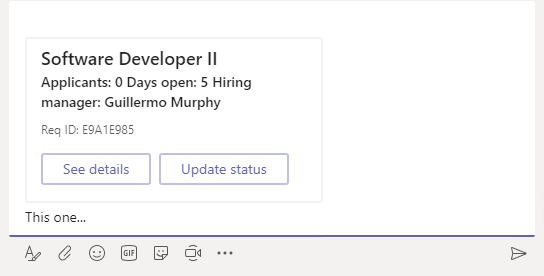 Software Developer II
Applicants: 0 Days open: 5 Hiring
manager: Guillermo Murphy
Req ID: E9A1E985
See details
Update status
This one...
GIF